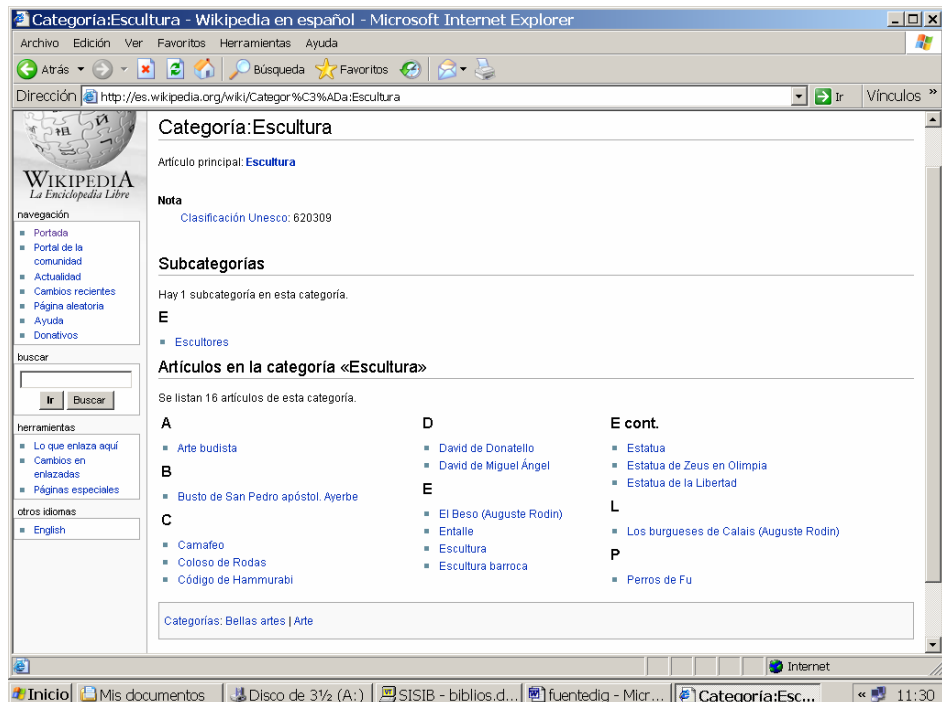 Categoría:Escultura - Wikipedia en español - Microsoft Internet Explorer
Archivo Edición Ver Favoritos Herramientas Ayuda
Atrás Búsqueda Favoritos
Dirección http://es.wikipedia.org/wiki/Categor%C3%ADa:Escultura Ir Vínculos »
WIKIPEDIA
La Enciclopedia Libre
navegación
Portada
Portal de la
comunidad
Actualidad
Cambios recientes
Página aleatoria
Ayuda
Donativos
buscar
Ir Buscar
herramientas
Lo que enlaza aquí
Cambios en
enlazadas
Páginas especiales
otros idiomas
English
Categoría:Escultura
Artículo principal: Escultura
Nota
Clasificación Unesco: 620309
Subcategorías
Hay 1 subcategoría en esta categoría.
E
Escultores
Artículos en la categoría «Escultura»
Se listan 16 artículos de esta categoría.
A
Arte budista
B
Busto de San Pedro apóstol. Ayerbe
C
Camafeo
Coloso de Rodas
Código de Hammurabi
D
David de Donatello
David de Miguel Ángel
E
El Beso (Auguste Rodin)
Entalle
Escultura
Escultura barroca
E cont.
Estatua
Estatua de Zeus en Olimpia
Estatua de la Libertad
L
Los burgueses de Calais (Auguste Rodin)
P
Perros de Fu
Categorías: Bellas artes | Arte
Internet
Inicio Mis documentos Disco de 3½ (A:) SISIB - biblios.d... fuentedig - Micr... Categoría:Esc... « 11:30